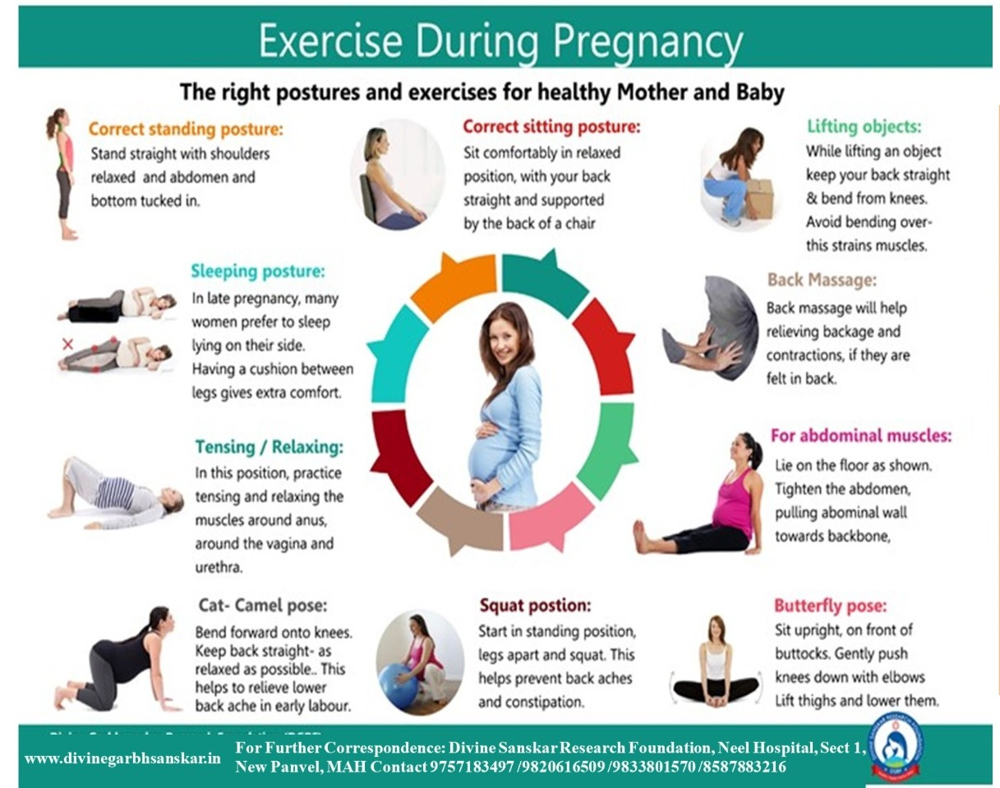 Exercise During Pregnancy
The right postures and exercises for healthy Mother and Baby
Correct standing posture:
Stand straight with shoulders
relaxed and abdomen and
bottom tucked in.
Correct sitting posture:
Sit comfortably in relaxed
position, with your back
straight and supported
by the back of a chair
Lifting objects:
While lifting an object
keep your back straight
& bend from knees.
Avoid bending over-
this strains muscles.
Sleeping posture:
In late pregnancy, many
women prefer to sleep
lying on their side.
Having a cushion between
legs gives extra comfort.
Back Massage:
Back massage will help
relieving backage and
contractions, if they are
felt in back.
Tensing / Relaxing:
In this position, practice
tensing and relaxing the
muscles around anus,
around the vagina and
urethra.
For abdominal muscles:
Lie on the floor as shown.
Tighten the abdomen,
pulling abominal wall
towards backbone,
Cat- Camel pose:
Bend forward onto knees.
Keep back straight- as
relaxed as possible.. This
helps to relieve lower
back ache in early labour.
Squat postion:
Start in standing position,
legs apart and squat. This
helps prevent back aches
and constipation.
Butterfly pose:
Sit upright, on front of
buttocks. Gently push
knees down with elbows
Lift thighs and lower them.
www.divinegarbhsanskar.in
For Further Correspondence: Divine Sanskar Research Foundation, Neel Hospital, Sect 1,
New Panvel, MAH Contact 9757183497 /9820616509 /9833801570 /8587883216